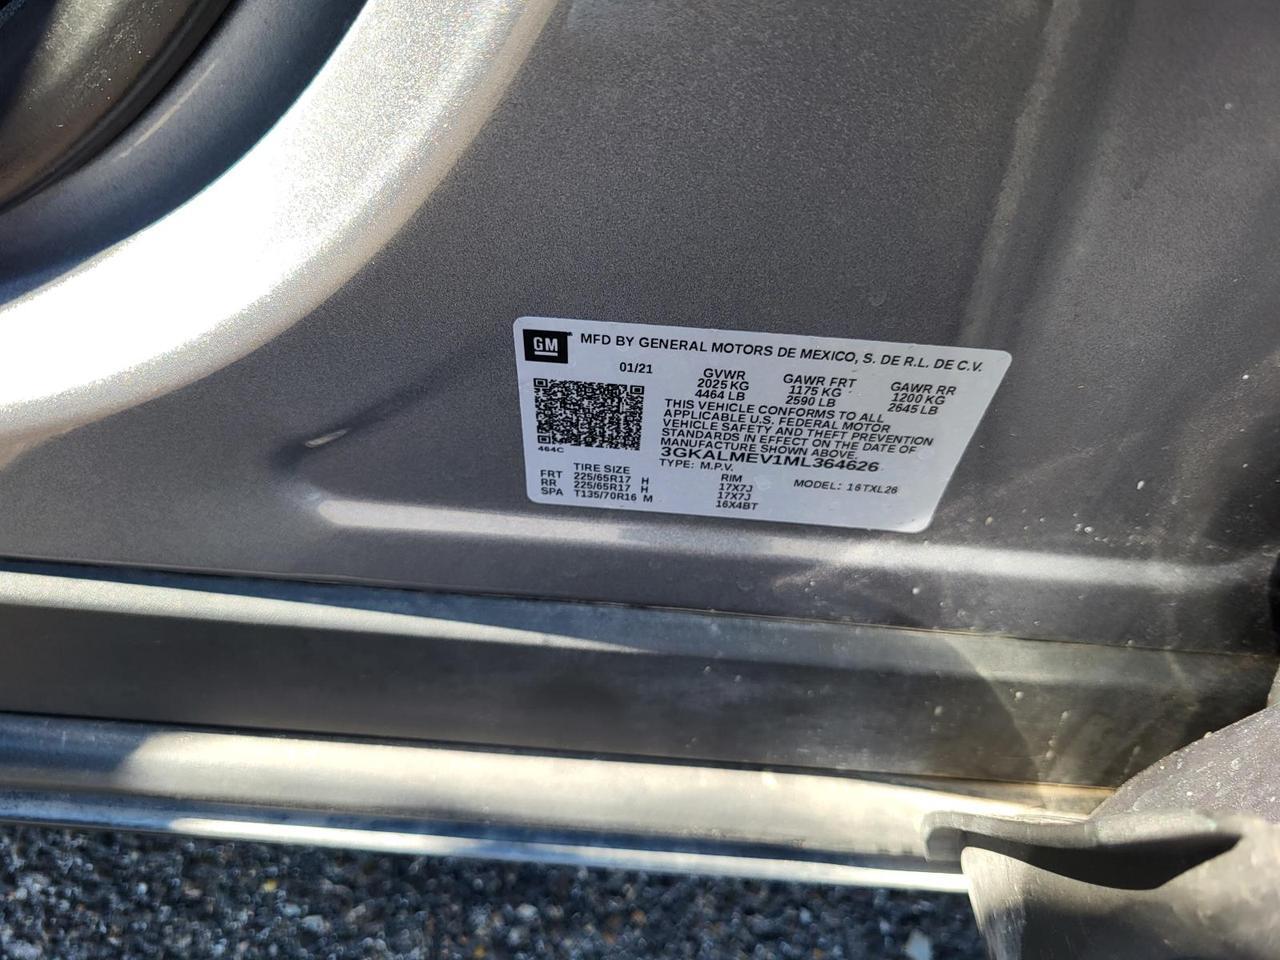 GM MFD BY GENERAL MOTORS DE MEXICO, S. DE R.L. DE C.V.
01/21 GVWR GAWR FRT GAWR RR
2025 KG 1175 KG 1200 KG
4464 LB 2590 LB 2645 LB
THIS VEHICLE CONFORMS TO ALL
APPLICABLE U.S. FEDERAL MOTOR
VEHICLE SAFETY AND THEFT PREVENTION
STANDARDS IN EFFECT ON THE DATE OF
MANUFACTURE SHOWN ABOVE.
464C 3GKALMEV1ML364626
TYPE: M.P.V. MODEL: 16TXL26
TIRE SIZE RIM
FRT 225/65R17 H 17X7J
RR 225/65R17 H 17X7J
SPA T135/70R16 M 16X4BT